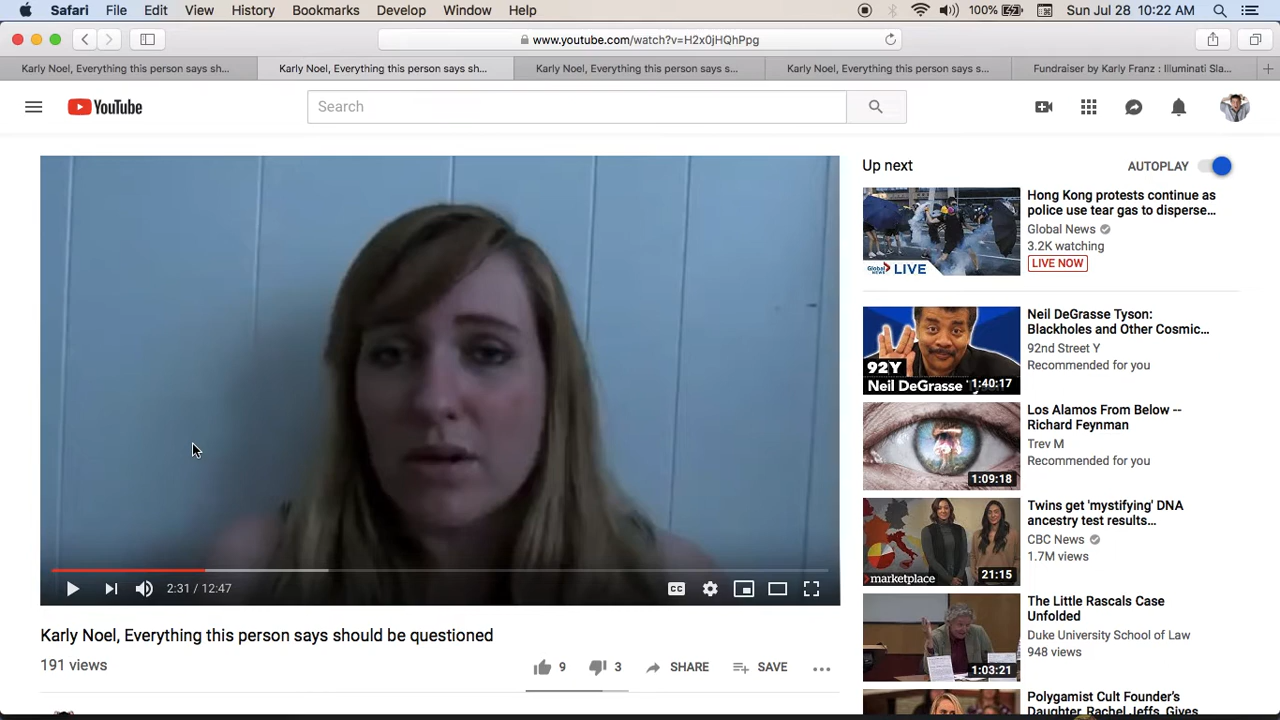 Safari File Edit View History Bookmarks Develop Window Help 100% Sun Jul 28 10:22 AM
www.youtube.com/watch?v=H2x0jHQhPpg
Karly Noel, Everything this person says sh... Karly Noel, Everything this person says sh... Karly Noel, Everything this person says s... Karly Noel, Everything this person says s... Fundraiser by Karly Franz : Illuminati Sla...
YouTube
Search
Up next
AUTOPLAY
Hong Kong protests continue as
police use tear gas to disperse...
Global News
3.2K watching
LIVE NOW
Global NEWS LIVE
Neil DeGrasse Tyson:
Blackholes and Other Cosmic...
92nd Street Y
Recommended for you
92Y
Neil DeGrasse Tyson
1:40:17
Los Alamos From Below --
Richard Feynman
Trev M
Recommended for you
1:09:18
Twins get 'mystifying' DNA
ancestry test results...
CBC News
1.7M views
marketplace
21:15
The Little Rascals Case
Unfolded
Duke University School of Law
948 views
1:03:21
Polygamist Cult Founder's
Daughter, Rachel Jeffs, Gives
2:31 / 12:47
CC
Karly Noel, Everything this person says should be questioned
191 views
9 3 SHARE SAVE